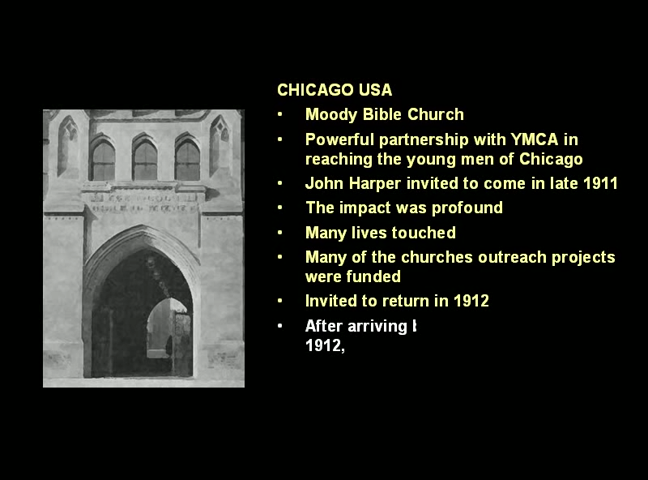 CHICAGO USA
• Moody Bible Church
• Powerful partnership with YMCA in
reaching the young men of Chicago
• John Harper invited to come in late 1911
• The impact was profound
• Many lives touched
• Many of the churches outreach projects
were funded
• Invited to return in 1912
• After arriving
1912,